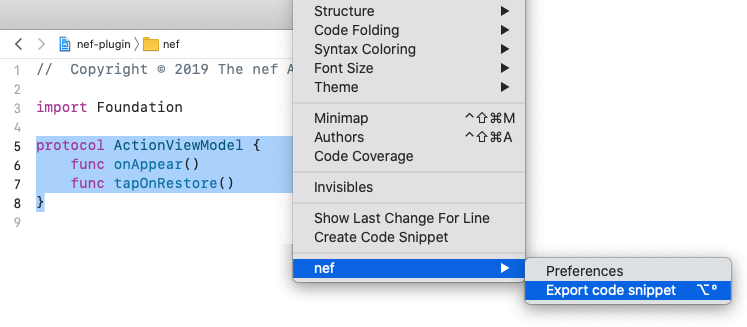 nef-plugin
nef
1 // Copyright © 2019 The nef A
2
3 import Foundation
4
5 protocol ActionViewModel {
6 func onAppear()
7 func tapOnRestore()
8 }
9
Structure
Code Folding
Syntax Coloring
Font Size
Theme
Minimap ^⇧⌘M
Authors ^⇧⌘A
Code Coverage
Invisibles
Show Last Change For Line
Create Code Snippet
nef
Preferences
Export code snippet ⌥º